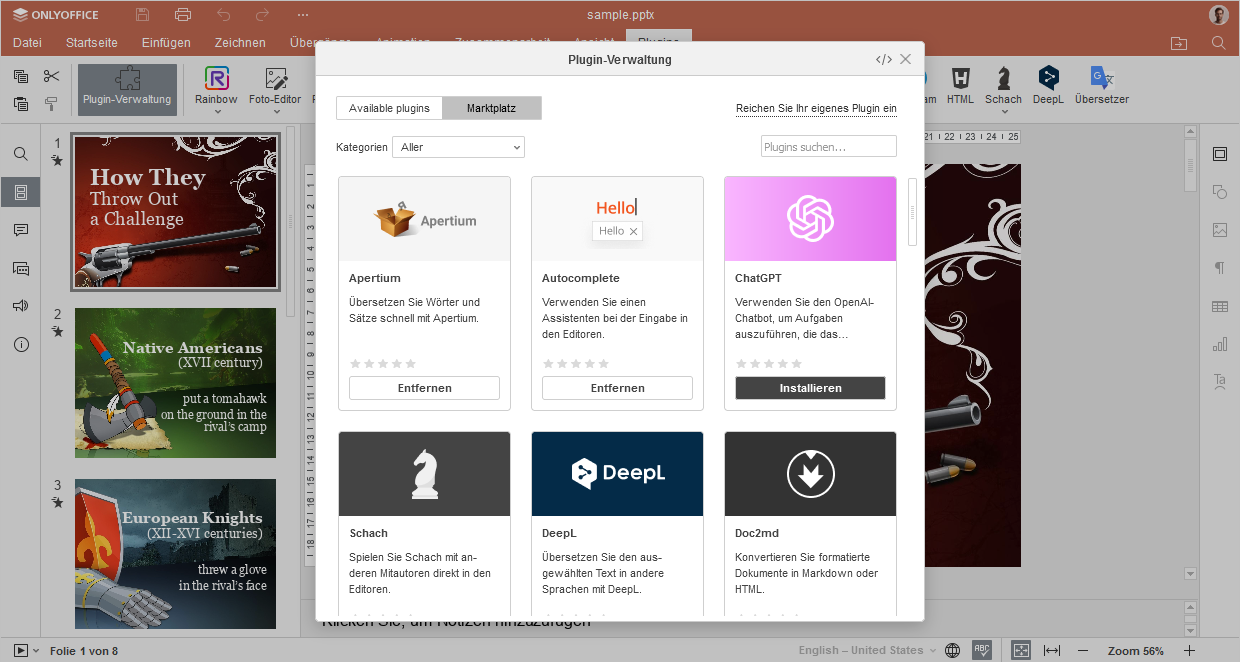 ONLYOFFICE
sample.pptx
Datei Startseite Einfügen Zeichnen Übergänge Animation Zusammenarbeit Ansicht Plugins
Plugin-Verwaltung
Rainbow
Foto-Editor
HTML
Schach
DeepL
Übersetzer
Plugin-Verwaltung
</>
Available plugins
Marktplatz
Reichen Sie Ihr eigenes Plugin ein
Kategorien
Aller
Plugins suchen...
Apertium
Apertium
Übersetzen Sie Wörter und
Sätze schnell mit Apertium.
Entfernen
Hello
Hello
Autocomplete
Verwenden Sie einen
Assistenten bei der Eingabe in
den Editoren.
Entfernen
ChatGPT
Verwenden Sie den OpenAI-
Chatbot, um Aufgaben
auszuführen, die das...
Installieren
Schach
Spielen Sie Schach mit an-
deren Mitautoren direkt in den
Editoren.
DeepL
DeepL
Übersetzen Sie den aus-
gewählten Text in andere
Sprachen mit DeepL.
Doc2md
Konvertieren Sie formatierte
Dokumente in Markdown oder
HTML.
1
How They
Throw Out
a Challenge
2
Native Americans
(XVII century)
put a tomahawk
on the ground in the
rival's camp
3
European Knights
(XII-XVI centuries)
threw a glove
in the rival's face
21 22 23 24 25
Klicken Sie, um Notizen hinzuzufügen
Folie 1 von 8
English – United States
ABC
Zoom 56%